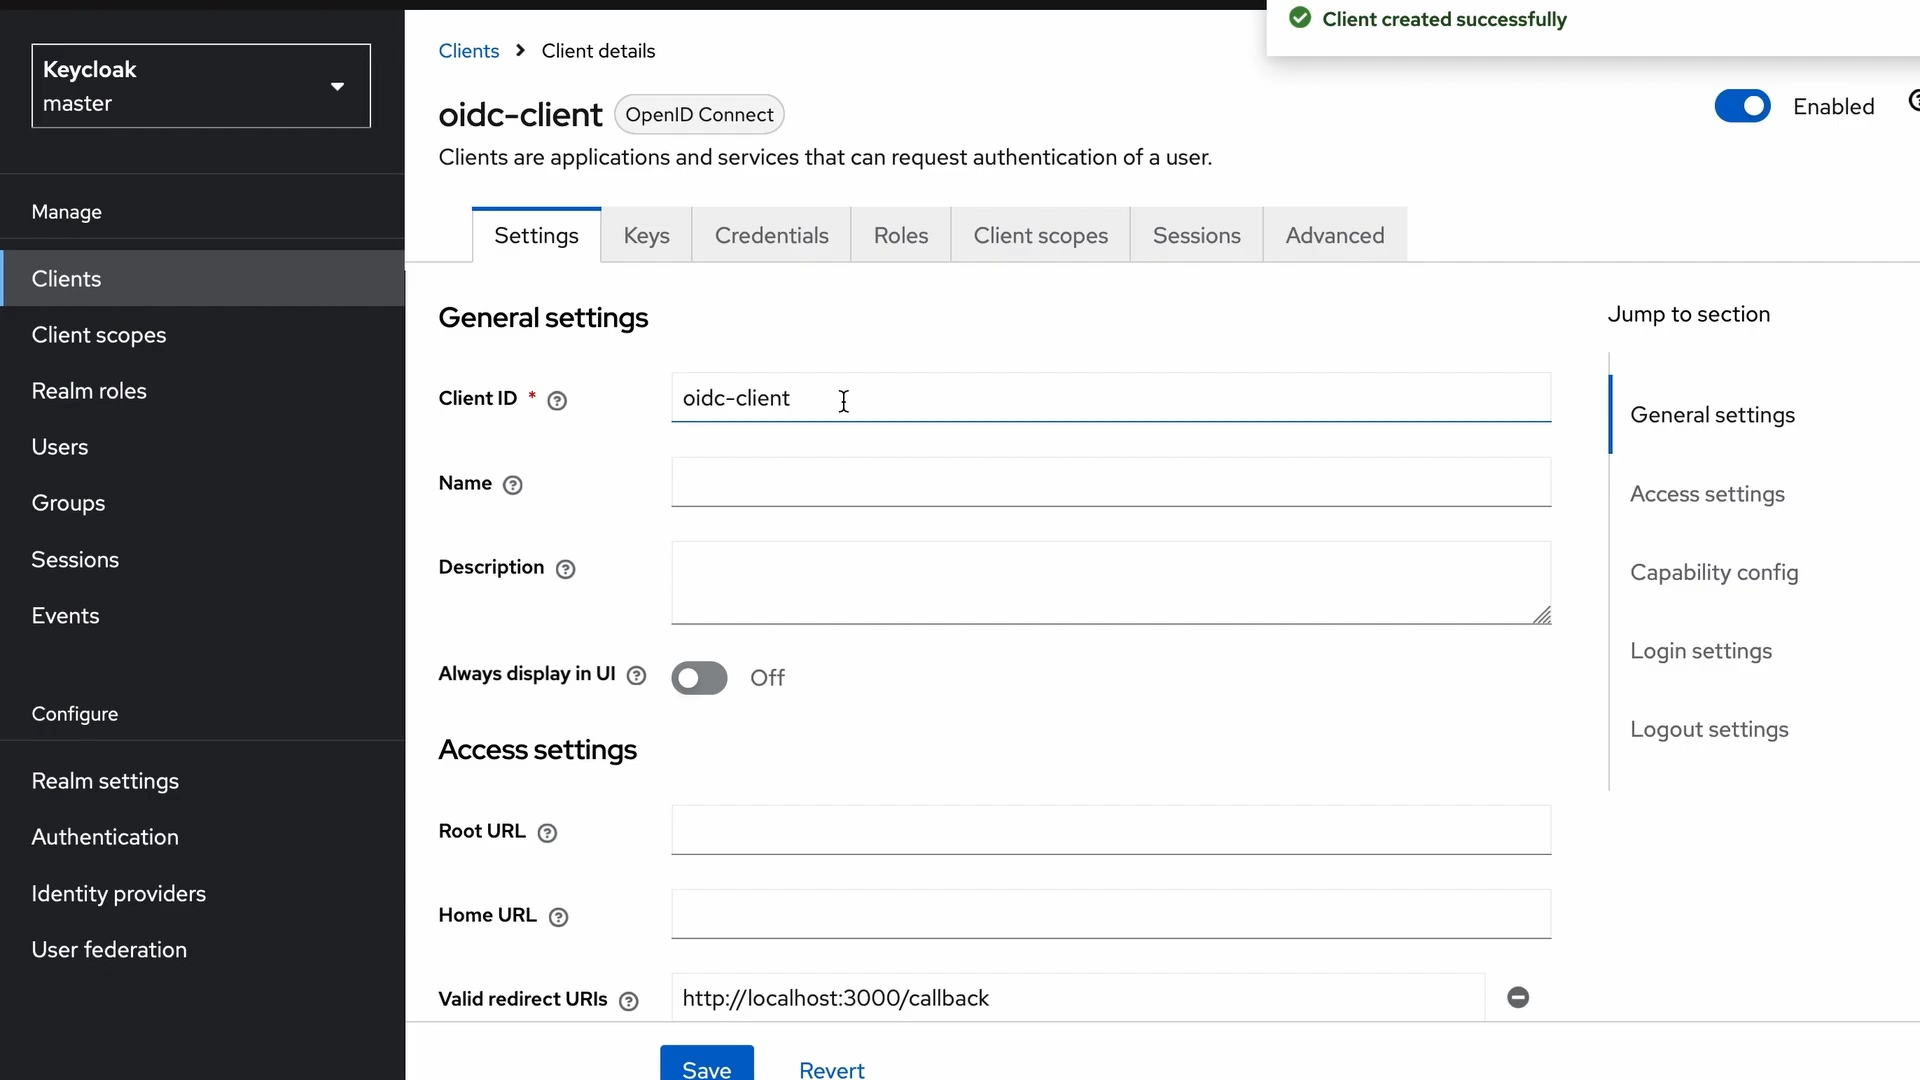 Client created successfully
Keycloak
master
Clients > Client details
oidc-client OpenID Connect
Enabled
Clients are applications and services that can request authentication of a user.
Manage
Clients
Client scopes
Realm roles
Users
Groups
Sessions
Events
Configure
Realm settings
Authentication
Identity providers
User federation
Settings Keys Credentials Roles Client scopes Sessions Advanced
General settings
Client ID * oidc-client
Name
Description
Always display in UI Off
Access settings
Root URL
Home URL
Valid redirect URIs http://localhost:3000/callback
Save Revert
Jump to section
General settings
Access settings
Capability config
Login settings
Logout settings